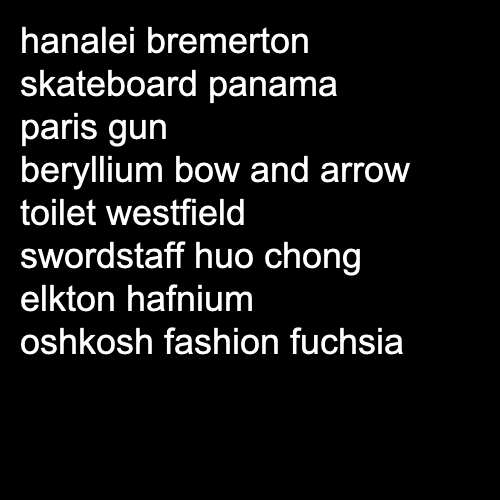 hanalei bremerton
skateboard panama
paris gun
beryllium bow and arrow
toilet westfield
swordstaff huo chong
elkton hafnium
oshkosh fashion fuchsia